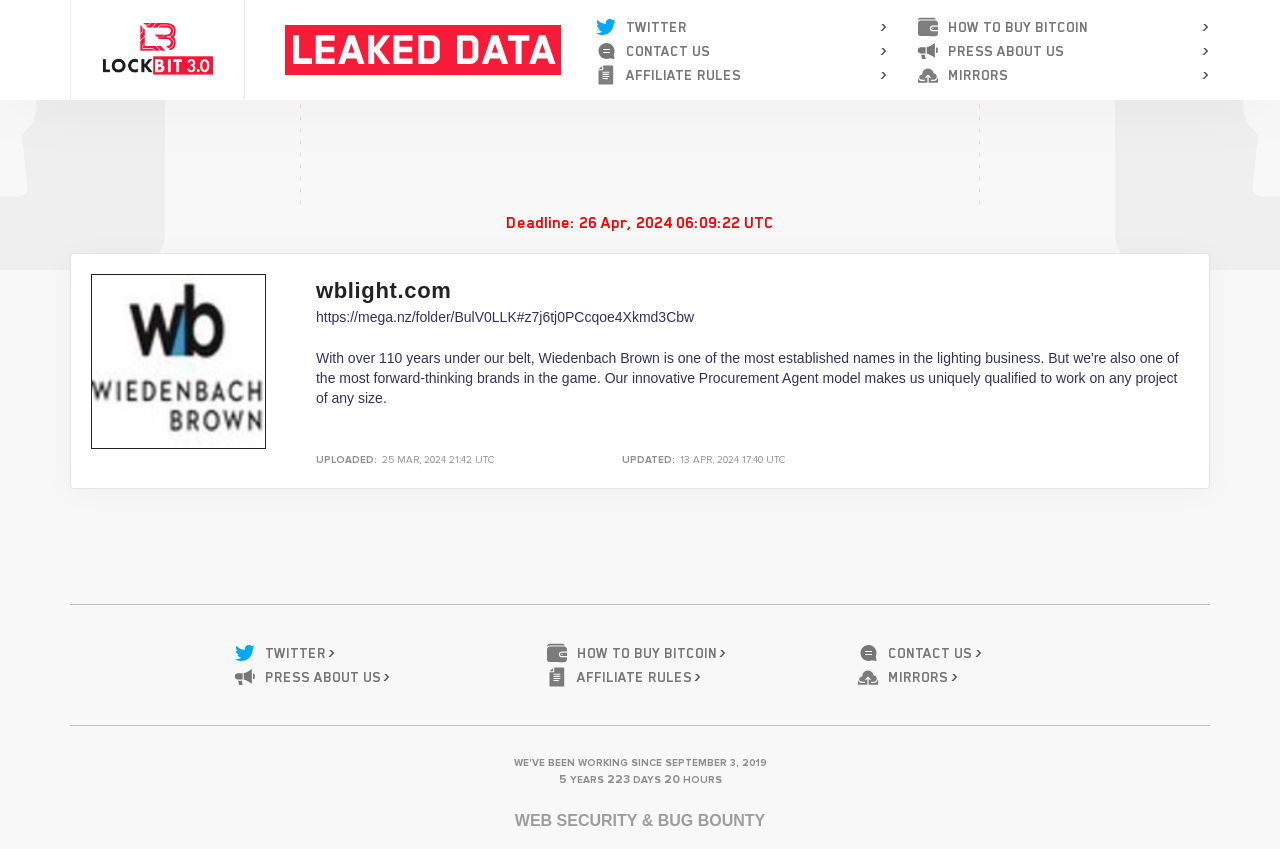 LOCKBIT 3.0
LEAKED DATA
TWITTER
CONTACT US
AFFILIATE RULES
HOW TO BUY BITCOIN
PRESS ABOUT US
MIRRORS
Deadline: 26 Apr, 2024 06:09:22 UTC
wb
WIEDENBACH
BROWN
wblight.com
https://mega.nz/folder/BulV0LLK#z7j6tj0PCcqoe4Xkmd3Cbw
With over 110 years under our belt, Wiedenbach Brown is one of the most established names in the lighting business. But we're also one of
the most forward-thinking brands in the game. Our innovative Procurement Agent model makes us uniquely qualified to work on any project
of any size.
UPLOADED: 25 MAR, 2024 21:42 UTC
UPDATED: 13 APR, 2024 17:40 UTC
TWITTER
HOW TO BUY BITCOIN
CONTACT US
PRESS ABOUT US
AFFILIATE RULES
MIRRORS
WE'VE BEEN WORKING SINCE SEPTEMBER 3, 2019
5 YEARS 223 DAYS 20 HOURS
WEB SECURITY & BUG BOUNTY